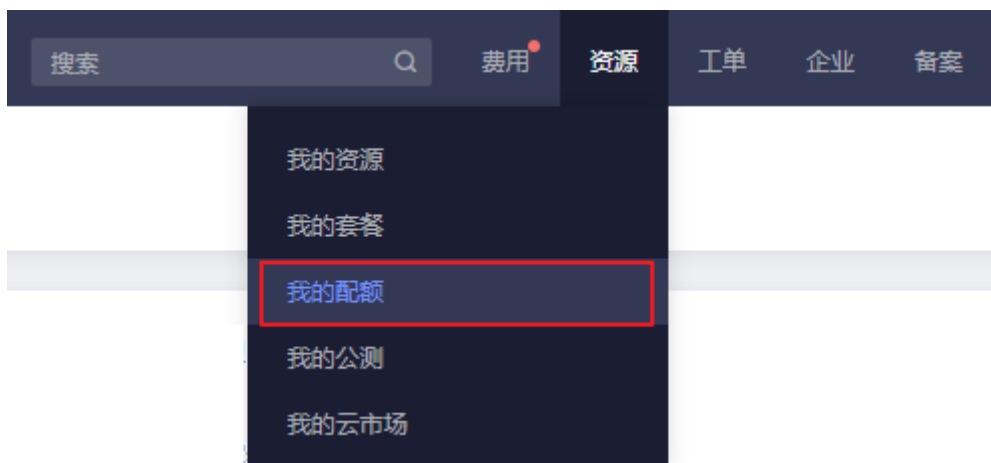 搜索 费用 资源 工单 企业 备案
我的资源
我的套餐
我的配额
我的公测
我的云市场